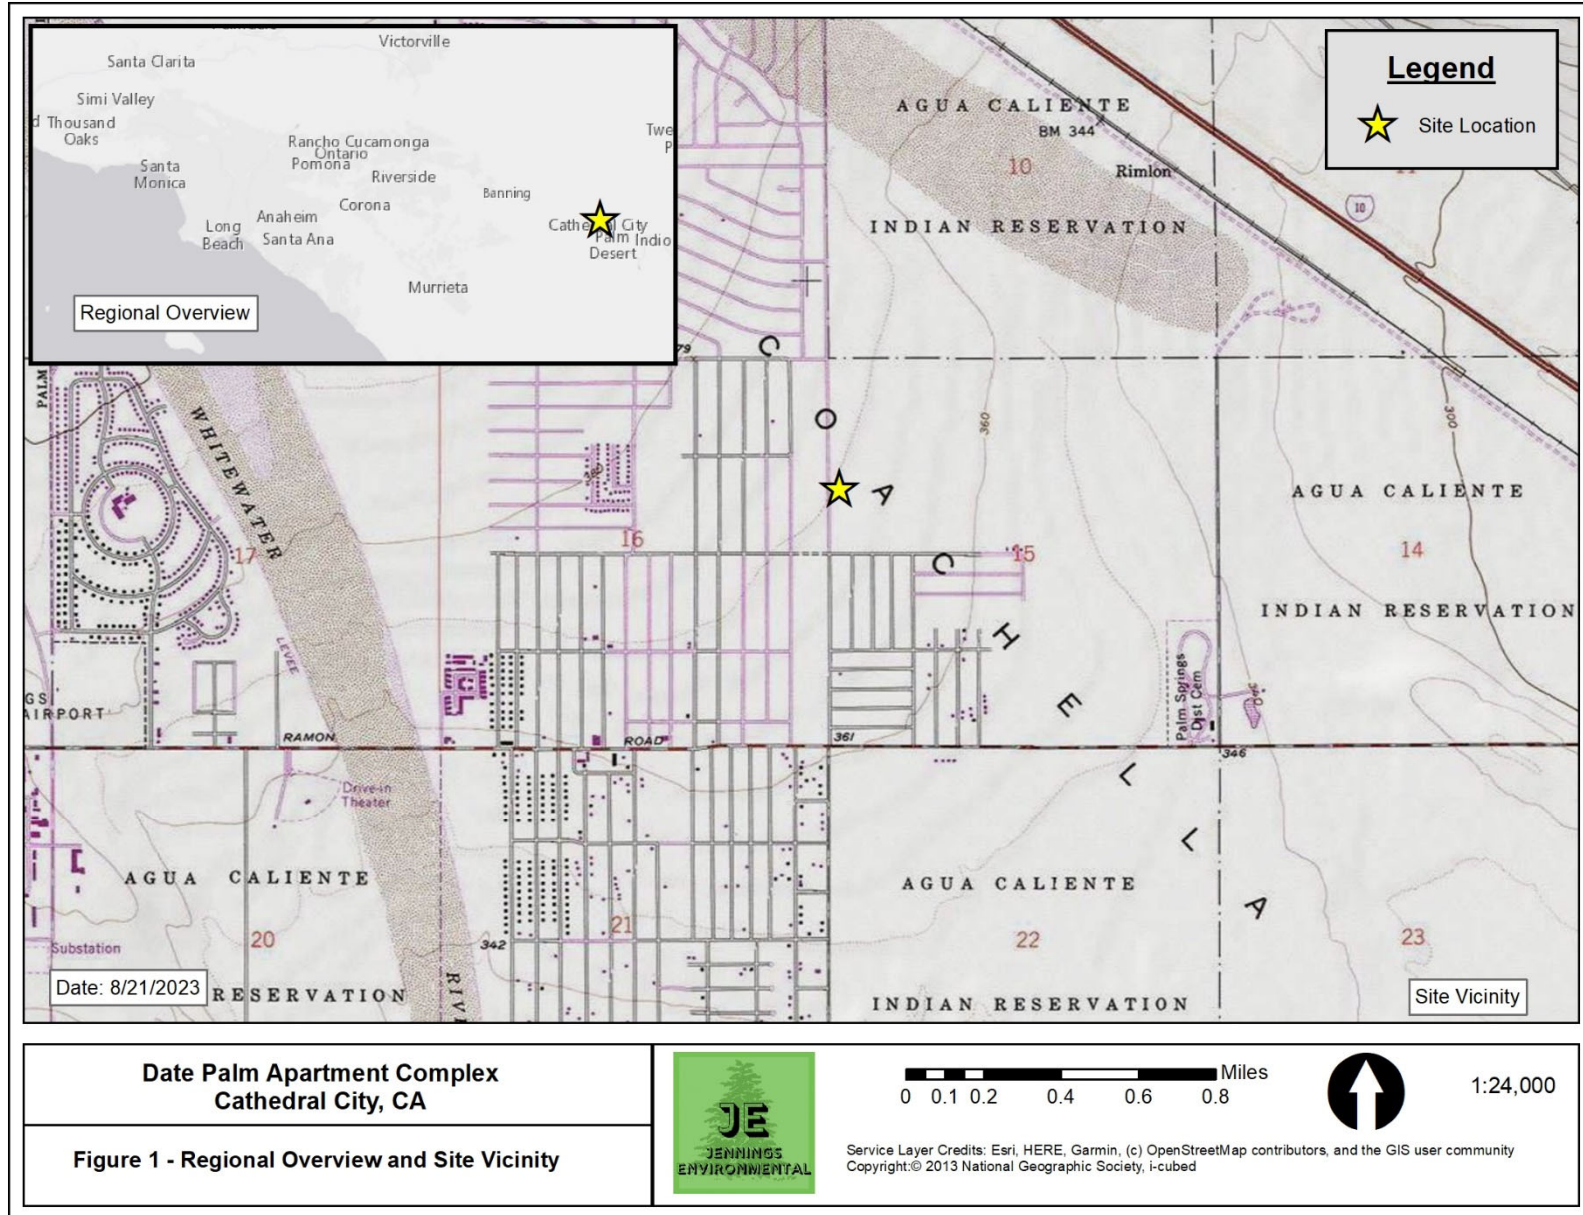 Victorville
Santa Clarita
Simi Valley
Thousand
Oaks
Santa
Monica
Rancho Cucamonga
Ontario
Pomona
Riverside
Corona
Banning
Long
Beach
Anaheim
Santa Ana
Cathedral City
Palm
Desert
Indio
Murrieta
Regional Overview
Legend
Site Location
AGUA CALIENTE
BM 344
10
Rimlon
INDIAN RESERVATION
10
PALM
WHITEWATER
17
16
15
14
380
360
300
AGUA CALIENTE
INDIAN RESERVATION
COACHELLA
LEVEE
AIRPORT
RAMON
ROAD
361
346
Palm Springs
Dist Cem
Drive-in
Theater
AGUA CALIENTE
20
Substation
RESERVATION
342
21
AGUA CALIENTE
22
INDIAN RESERVATION
23
Date: 8/21/2023
Site Vicinity
Date Palm Apartment Complex
Cathedral City, CA
Figure 1 - Regional Overview and Site Vicinity
JE
JENNINGS
ENVIRONMENTAL
Miles
0 0.1 0.2 0.4 0.6 0.8
1:24,000
Service Layer Credits: Esri, HERE, Garmin, (c) OpenStreetMap contributors, and the GIS user community
Copyright:© 2013 National Geographic Society, i-cubed